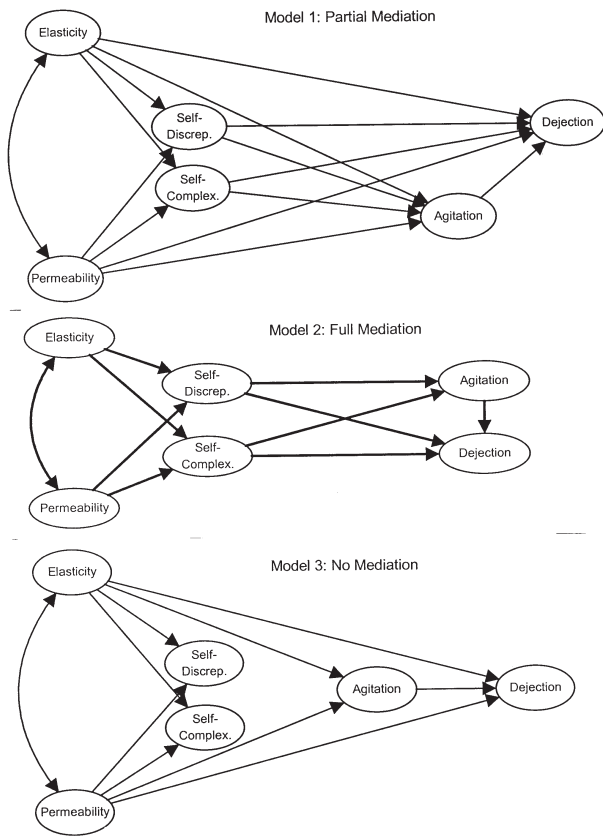 Model 1: Partial Mediation
Elasticity
Self-
Discrep.
Dejection
Self-
Complex.
Agitation
Permeability
Model 2: Full Mediation
Elasticity
Self-
Discrep.
Agitation
Self-
Complex.
Dejection
Permeability
Model 3: No Mediation
Elasticity
Self-
Discrep.
Agitation
Dejection
Self-
Complex.
Permeability